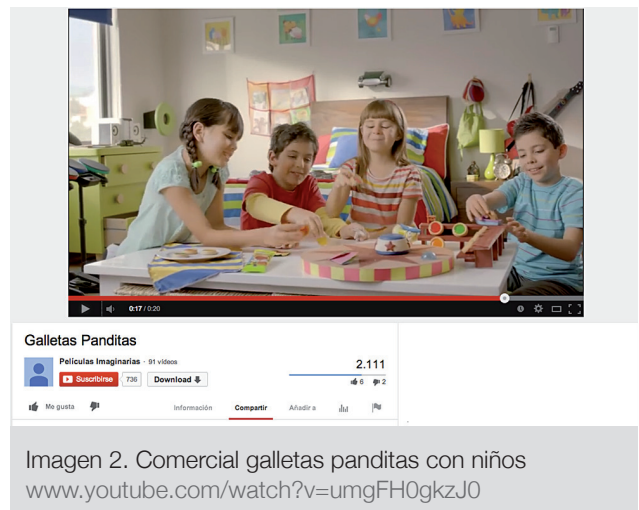 0:17 / 0:20
Galletas Panditas
Películas Imaginarias · 91 vídeos
Suscribirse 736 Download
2.111
6 2
Me gusta Información Compartir Añadir a
Imagen 2. Comercial galletas panditas con niños
www.youtube.com/watch?v=umgFH0gkzJ0